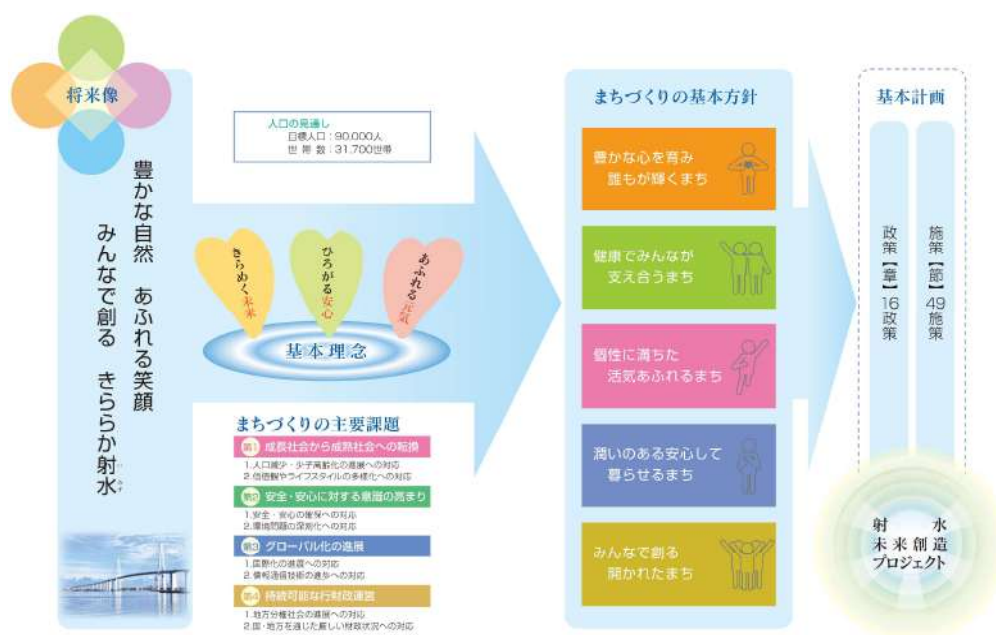 将来像
豊かな自然 あふれる笑顔
みんなで創る きららか射水
いみず
人口の見通し
目標人口：90,000人
世帯数：31,700世帯
きらめく未来
ひろがる安心
あふれる元気
基本理念
まちづくりの主要課題
第1 成長社会から成熟社会への転換
1.人口減少・少子高齢化の進展への対応
2.価値観やライフスタイルの多様化への対応
第2 安全・安心に対する意識の高まり
1.安全・安心の確保への対応
2.環境問題の深刻化への対応
第3 グローバル化の進展
1.国際化の進展への対応
2.情報通信技術の進歩への対応
第4 持続可能な行財政運営
1.地方分権社会の進展への対応
2.国・地方を通じた厳しい財政状況への対応
まちづくりの基本方針
豊かな心を育み
誰もが輝くまち
健康でみんなが
支え合うまち
個性に満ちた
活気あふれるまち
潤いのある安心して
暮らせるまち
みんなで創る
開かれたまち
基本計画
政策【章】16政策
施策【節】49施策
射水
未来創造
プロジェクト